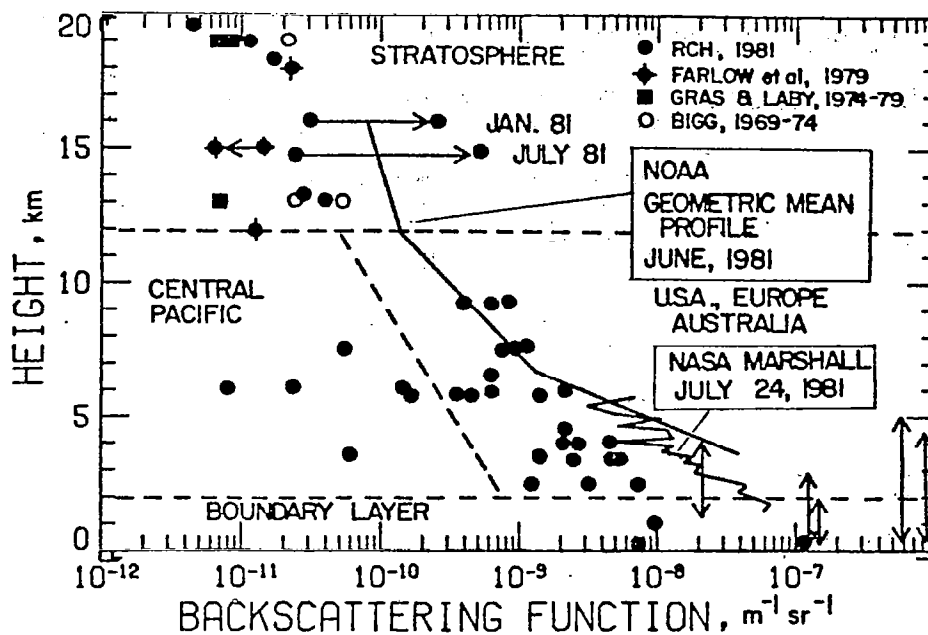 20
15
10
5
0
HEIGHT, km
STRATOSPHERE
● RCH, 1981
FARLOW et al, 1979
■ GRAS & LABY, 1974-79
○ BIGG, 1969-74
JAN. 81
JULY 81
NOAA
GEOMETRIC MEAN
PROFILE
JUNE, 1981
CENTRAL
PACIFIC
U.S.A., EUROPE
AUSTRALIA
NASA MARSHALL
JULY 24, 1981
BOUNDARY LAYER
10⁻¹² 10⁻¹¹ 10⁻¹⁰ 10⁻⁹ 10⁻⁸ 10⁻⁷
BACKSCATTERING FUNCTION, m⁻¹ sr⁻¹